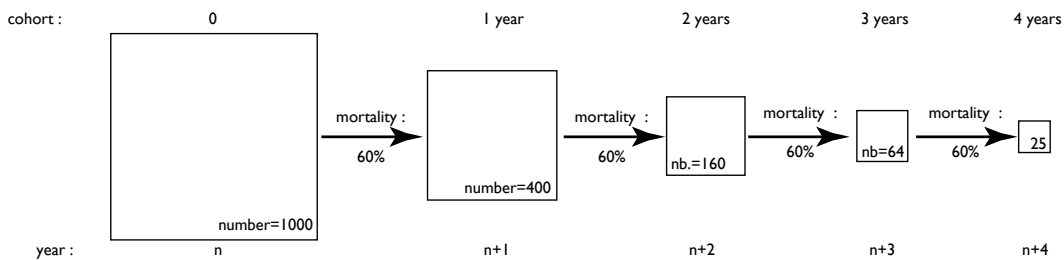 cohort :
0
1 year
2 years
3 years
4 years
mortality :
60%
mortality :
60%
mortality :
60%
mortality :
60%
number=1000
number=400
nb.=160
nb=64
25
year :
n
n+1
n+2
n+3
n+4